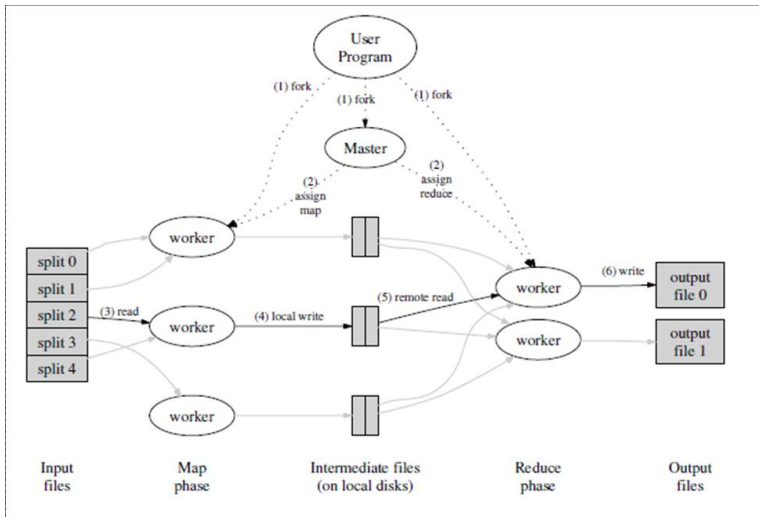 User
Program
(1) fork
(1) fork
(1) fork
Master
(2)
assign
map
(2)
assign
reduce
worker
split 0
split 1
split 2
split 3
split 4
(3) read
worker
(4) local write
(5) remote read
worker
(6) write
output
file 0
worker
output
file 1
worker
Input
files
Map
phase
Intermediate files
(on local disks)
Reduce
phase
Output
files